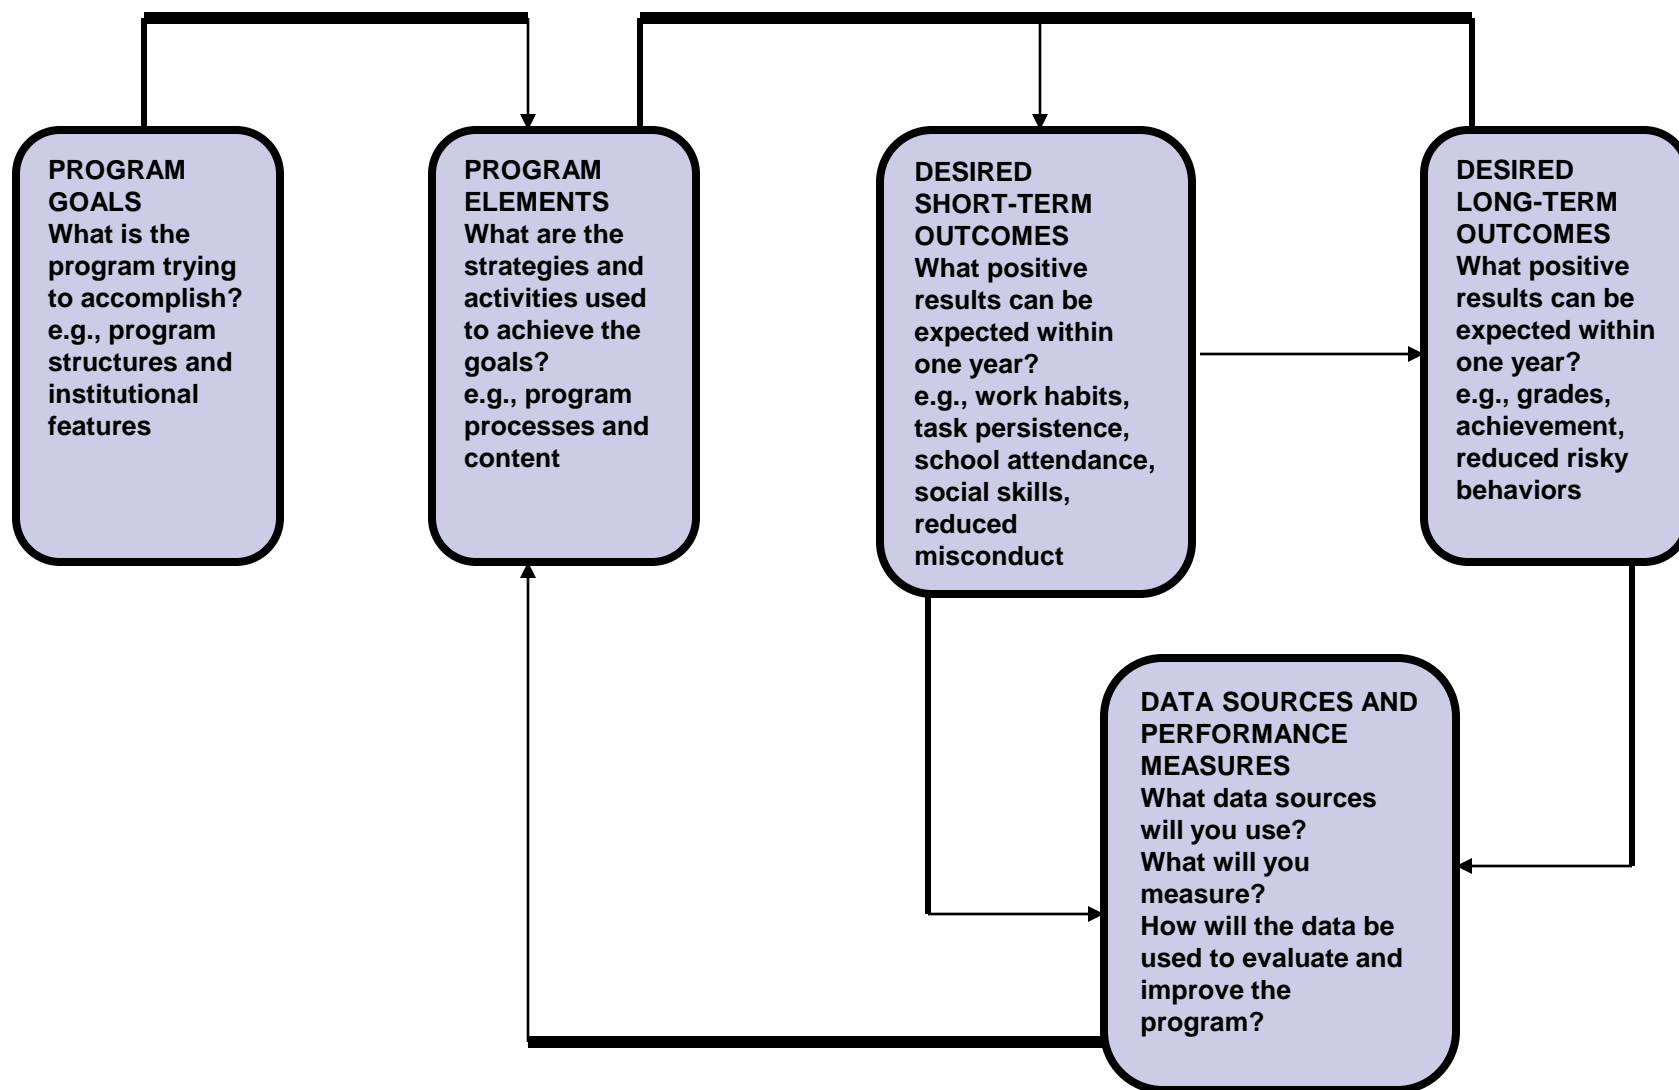 PROGRAM
GOALS
What is the
program trying
to accomplish?
e.g., program
structures and
institutional
features
PROGRAM
ELEMENTS
What are the
strategies and
activities used
to achieve the
goals?
e.g., program
processes and
content
DESIRED
SHORT-TERM
OUTCOMES
What positive
results can be
expected within
one year?
e.g., work habits,
task persistence,
school attendance,
social skills,
reduced
misconduct
DESIRED
LONG-TERM
OUTCOMES
What positive
results can be
expected within
one year?
e.g., grades,
achievement,
reduced risky
behaviors
DATA SOURCES AND
PERFORMANCE
MEASURES
What data sources
will you use?
What will you
measure?
How will the data be
used to evaluate and
improve the
program?